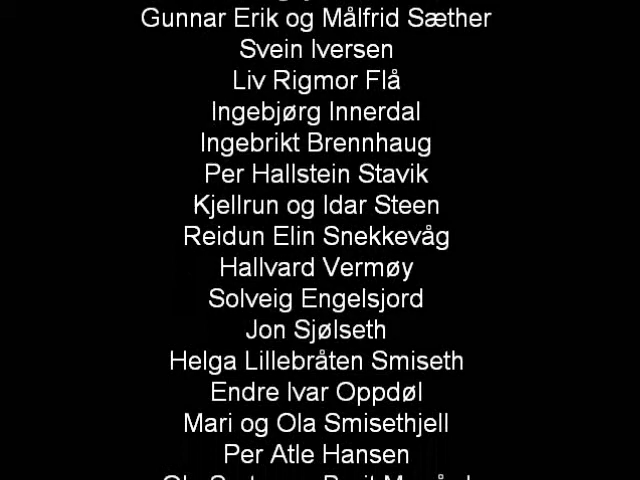 Gunnar Erik og Målfrid Sæther
Svein Iversen
Liv Rigmor Flå
Ingebjørg Innerdal
Ingebrikt Brennhaug
Per Hallstein Stavik
Kjellrun og Idar Steen
Reidun Elin Snekkevåg
Hallvard Vermøy
Solveig Engelsjord
Jon Sjølseth
Helga Lillebråten Smiseth
Endre Ivar Oppdøl
Mari og Ola Smisethjell
Per Atle Hansen